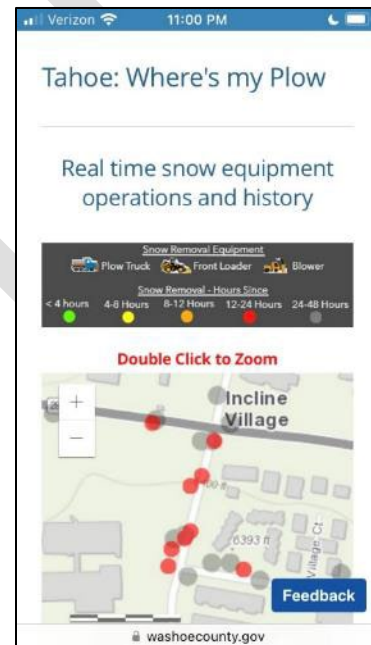 Verizon 11:00 PM
Tahoe: Where's my Plow
Real time snow equipment
operations and history
Snow Removal Equipment
Plow Truck Front Loader Blower
Snow Removal - Hours Since
< 4 hours 4-8 Hours 8-12 Hours 12-24 Hours 24-48 Hours
Double Click to Zoom
+
−
Incline
Village
6393 ft
Village Ct
Feedback
washoecounty.gov